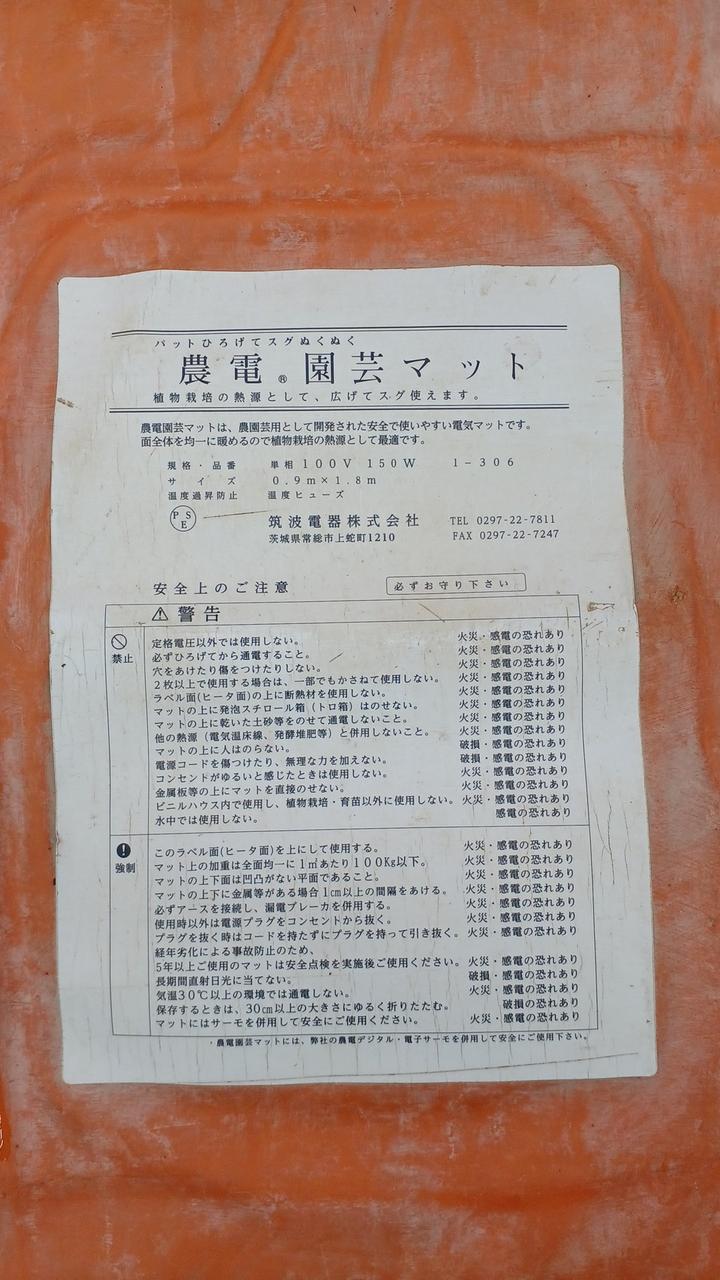 パットひろげてスグぬくぬく
農電®園芸マット
植物栽培の熱源として、広げてスグ使えます。
農電園芸マットは、農園芸用として開発された安全で使いやすい電気マットです。
面全体を均一に暖めるので植物栽培の熱源として最適です。
規格・品番 単相100V 150W 1-306
サイズ 0.9m×1.8m
温度過昇防止 温度ヒューズ
PSE 筑波電器株式会社 TEL 0297-22-7811
茨城県常総市上蛇町1210 FAX 0297-22-7247
安全上のご注意 必ずお守り下さい
⚠警告
禁止
定格電圧以外では使用しない。 火災・感電の恐れあり
必ずひろげてから通電すること。 火災・感電の恐れあり
穴をあけたり傷をつけたりしない。 火災・感電の恐れあり
2枚以上で使用する場合は、一部でもかさねて使用しない。 火災・感電の恐れあり
ラベル面(ヒータ面)の上に断熱材を使用しない。 火災・感電の恐れあり
マットの上に発泡スチロール箱(トロ箱)はのせない。 火災・感電の恐れあり
マットの上に乾いた土砂等をのせて通電しないこと。 火災・感電の恐れあり
他の熱源(電気温床線、発酵堆肥等)と併用しないこと。 火災・感電の恐れあり
マットの上に人はのらない。 破損・感電の恐れあり
電源コードを傷つけたり、無理な力を加えない。 破損・感電の恐れあり
コンセントがゆるいと感じたときは使用しない。 火災・感電の恐れあり
金属板等の上にマットを直接のせない。 火災・感電の恐れあり
ビニルハウス内で使用し、植物栽培・育苗以外に使用しない。 火災・感電の恐れあり
水中では使用しない。 感電の恐れあり
強制
このラベル面(ヒータ面)を上にして使用する。 火災・感電の恐れあり
マット上の加重は全面均一に1㎡あたり100Kg以下。 火災・感電の恐れあり
マットの上下面は凹凸がない平面であること。 火災・感電の恐れあり
マットの上下に金属等がある場合1cm以上の間隔をあける。 火災・感電の恐れあり
必ずアースを接続し、漏電ブレーカを併用する。 火災・感電の恐れあり
使用時以外は電源プラグをコンセントから抜く。 火災・感電の恐れあり
プラグを抜く時はコードを持たずにプラグを持って引き抜く。 火災・感電の恐れあり
経年劣化による事故防止のため、
5年以上ご使用のマットは安全点検を実施後ご使用ください。 火災・感電の恐れあり
長期間直射日光に当てない。 破損・感電の恐れあり
気温30℃以上の環境では通電しない。 火災・感電の恐れあり
保存するときは、30cm以上の大きさにゆるく折りたたむ。 破損の恐れあり
マットにはサーモを併用して安全にご使用ください。 火災・感電の恐れあり
・農電園芸マットには、弊社の農電デジタル・電子サーモを併用して安全にご使用下さい。